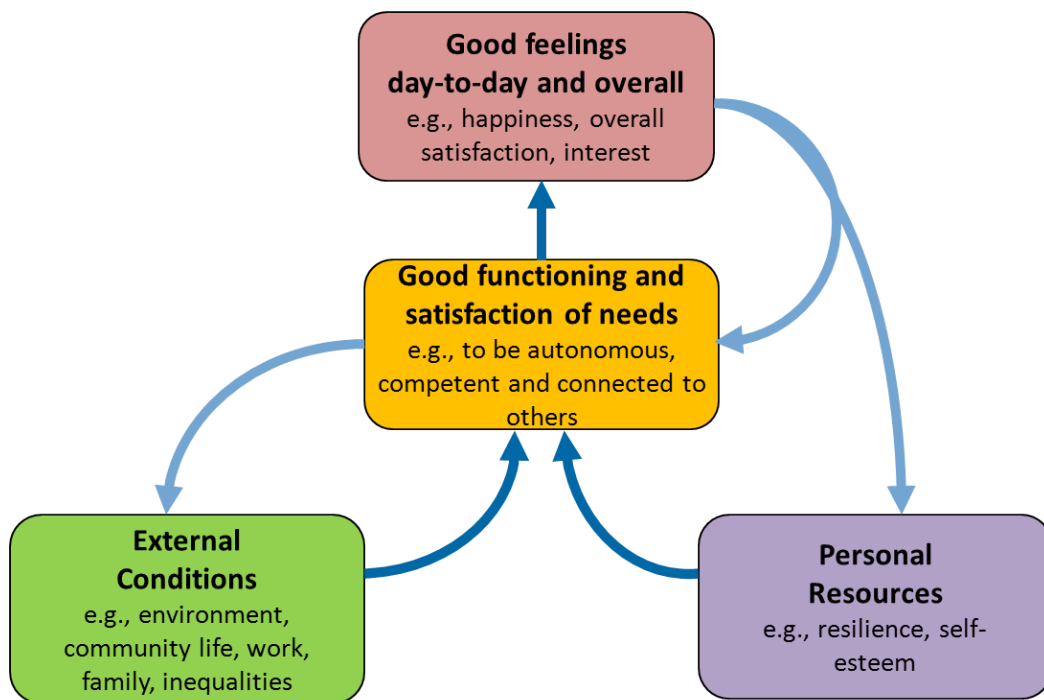 Good feelings
day-to-day and overall
e.g., happiness, overall
satisfaction, interest
Good functioning and
satisfaction of needs
e.g., to be autonomous,
competent and connected to
others
External
Conditions
e.g., environment,
community life, work,
family, inequalities
Personal
Resources
e.g., resilience, self-
esteem